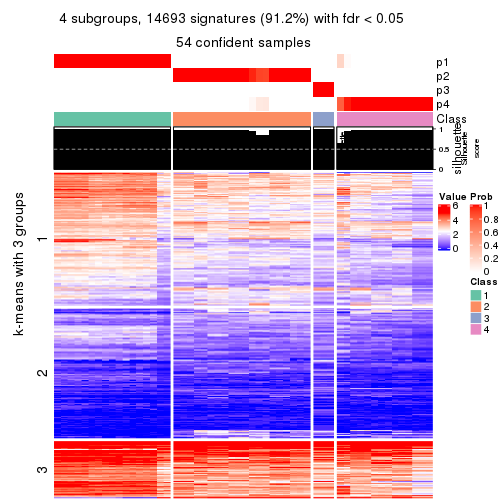 4 subgroups, 14693 signatures (91.2%) with fdr < 0.05
54 confident samples
p1
p2
p3
p4
Class
1
0.5
0
silhouette
Silhouette
score
k-means with 3 groups
1
2
3
Value
6
4
2
0
Prob
1
0.8
0.6
0.4
0.2
0
Class
1
2
3
4